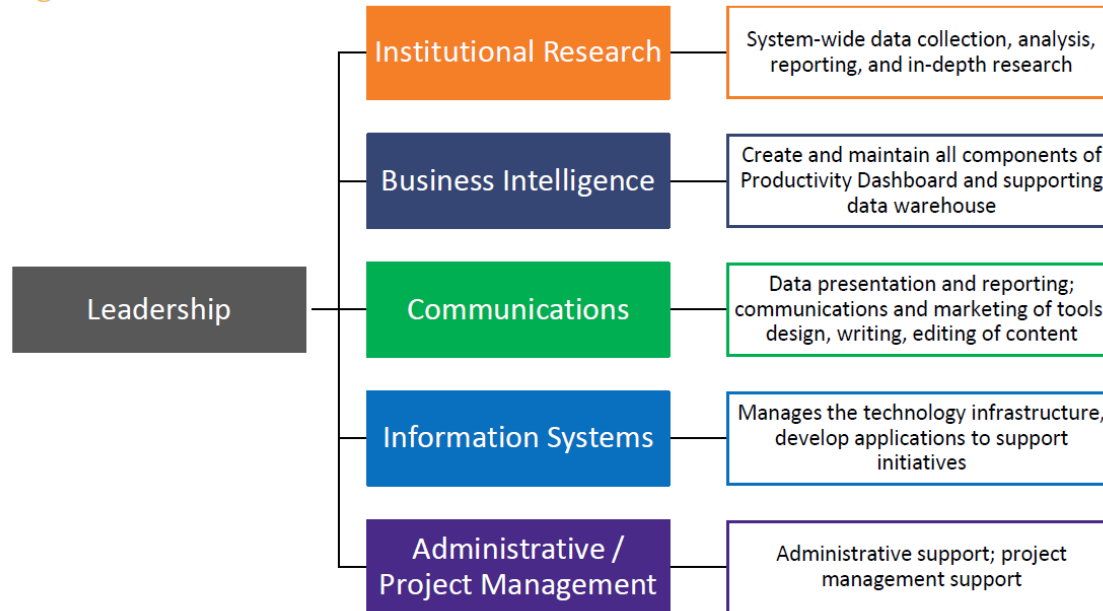 Institutional Research
System-wide data collection, analysis,
reporting, and in-depth research
Business Intelligence
Create and maintain all components of
Productivity Dashboard and supporting
data warehouse
Leadership
Communications
Data presentation and reporting;
communications and marketing of tools
design, writing, editing of content
Information Systems
Manages the technology infrastructure,
develop applications to support
initiatives
Administrative /
Project Management
Administrative support; project
management support